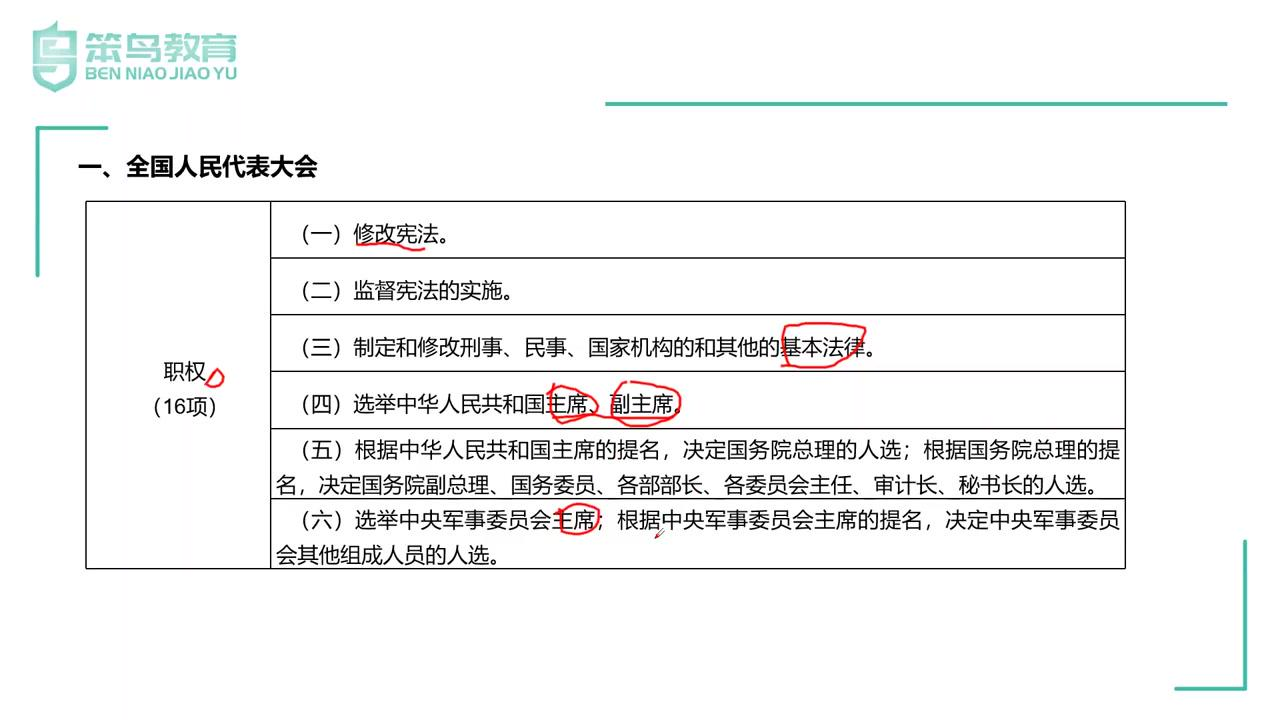 笨鸟教育
BEN NIAO JIAO YU
一、全国人民代表大会
职权
（16项）
（一）修改宪法。
（二）监督宪法的实施。
（三）制定和修改刑事、民事、国家机构的和其他的基本法律。
（四）选举中华人民共和国主席、副主席。
（五）根据中华人民共和国主席的提名，决定国务院总理的人选；根据国务院总理的提
名，决定国务院副总理、国务委员、各部部长、各委员会主任、审计长、秘书长的人选。
（六）选举中央军事委员会主席；根据中央军事委员会主席的提名，决定中央军事委员
会其他组成人员的人选。